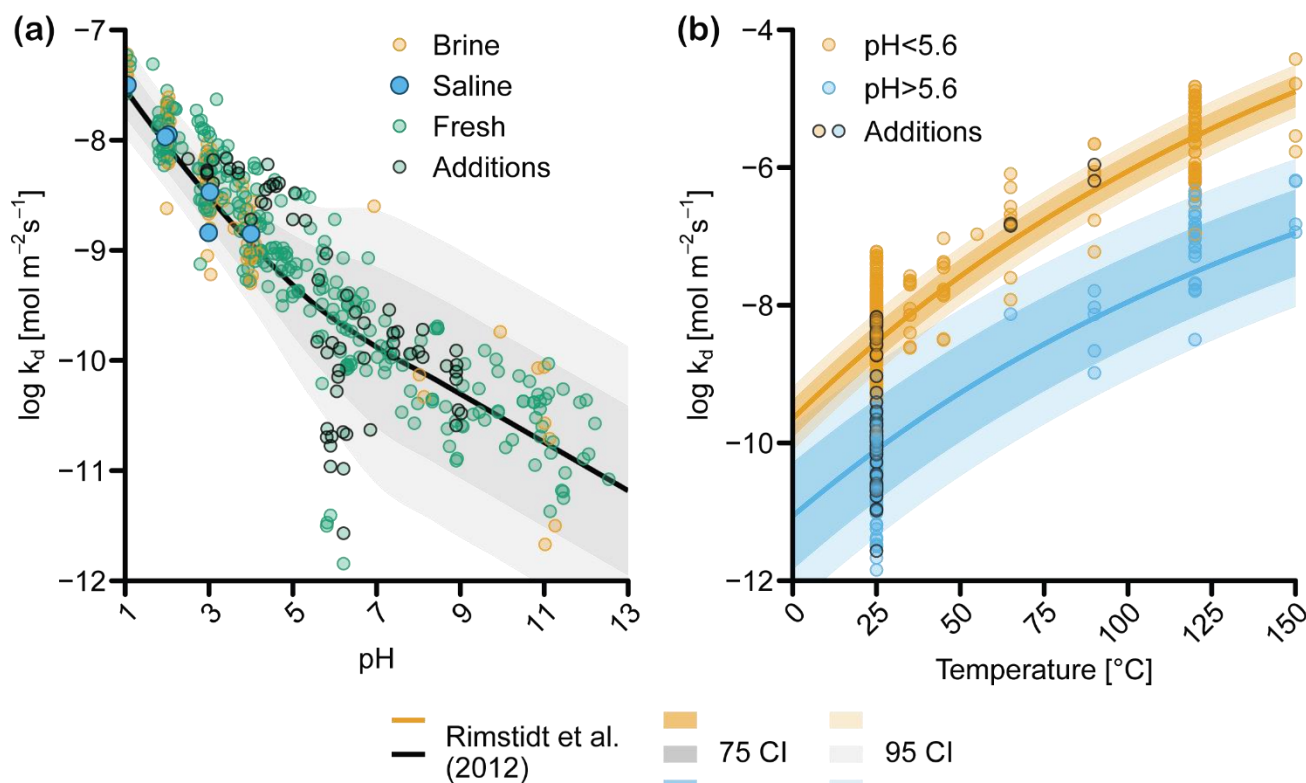 (a)
−7
−8
−9
−10
−11
−12
log k_d [mol m⁻²s⁻¹]
Brine
Saline
Fresh
Additions
1
3
5
7
9
11
13
pH
(b)
−4
−6
−8
−10
−12
log k_d [mol m⁻²s⁻¹]
pH<5.6
pH>5.6
Additions
0
25
50
75
100
125
150
Temperature [°C]
Rimstidt et al.
(2012)
75 CI
95 CI